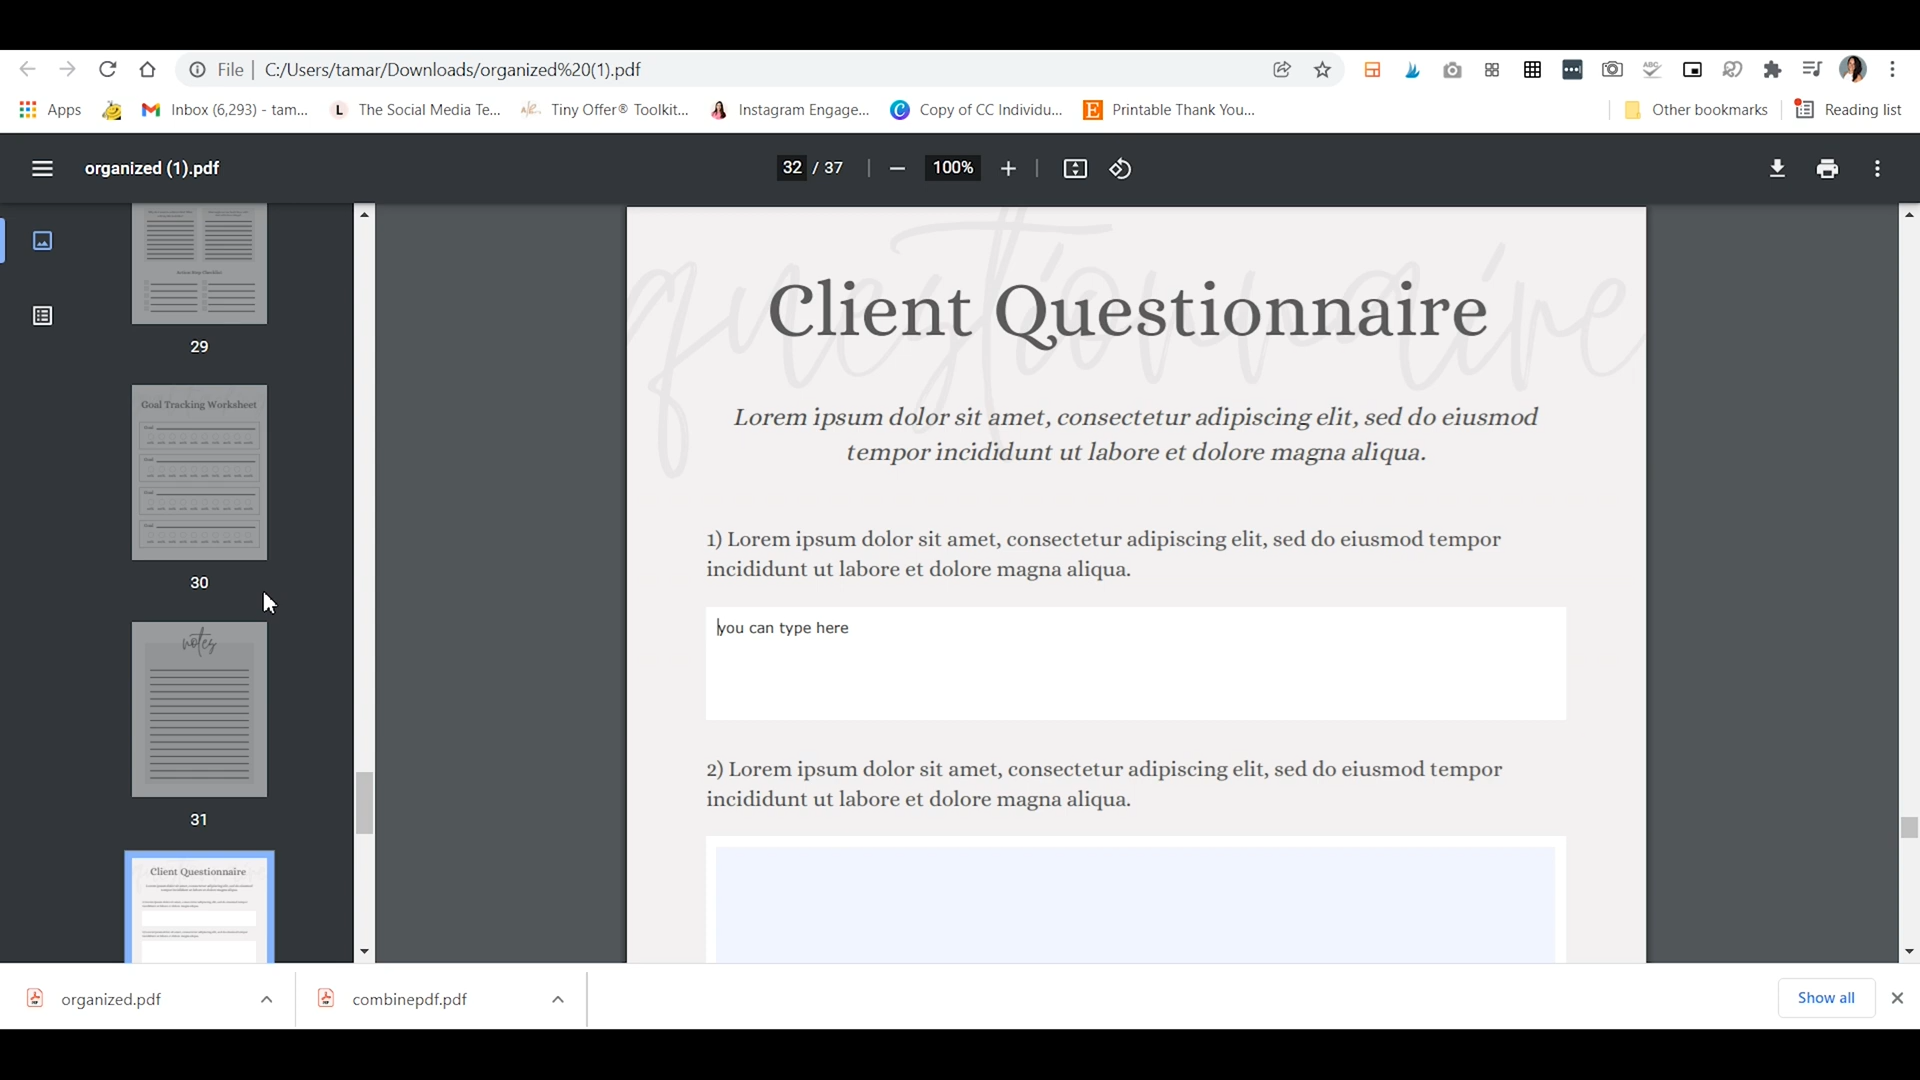 File
C:/Users/tamar/Downloads/organized%20(1).pdf
ABC
Apps
Inbox (6,293) - tam...
L
The Social Media Te...
Tiny Offer® Toolkit...
Instagram Engage...
C
Copy of CC Individu...
E
Printable Thank You...
Other bookmarks
Reading list
organized (1).pdf
32 / 37
100%
29
Goal Tracking Worksheet
30
notes
31
Client Questionnaire
questionnaire
Client Questionnaire
Lorem ipsum dolor sit amet, consectetur adipiscing elit, sed do eiusmod
tempor incididunt ut labore et dolore magna aliqua.
1) Lorem ipsum dolor sit amet, consectetur adipiscing elit, sed do eiusmod tempor
incididunt ut labore et dolore magna aliqua.
you can type here
2) Lorem ipsum dolor sit amet, consectetur adipiscing elit, sed do eiusmod tempor
incididunt ut labore et dolore magna aliqua.
organized.pdf
combinepdf.pdf
Show all